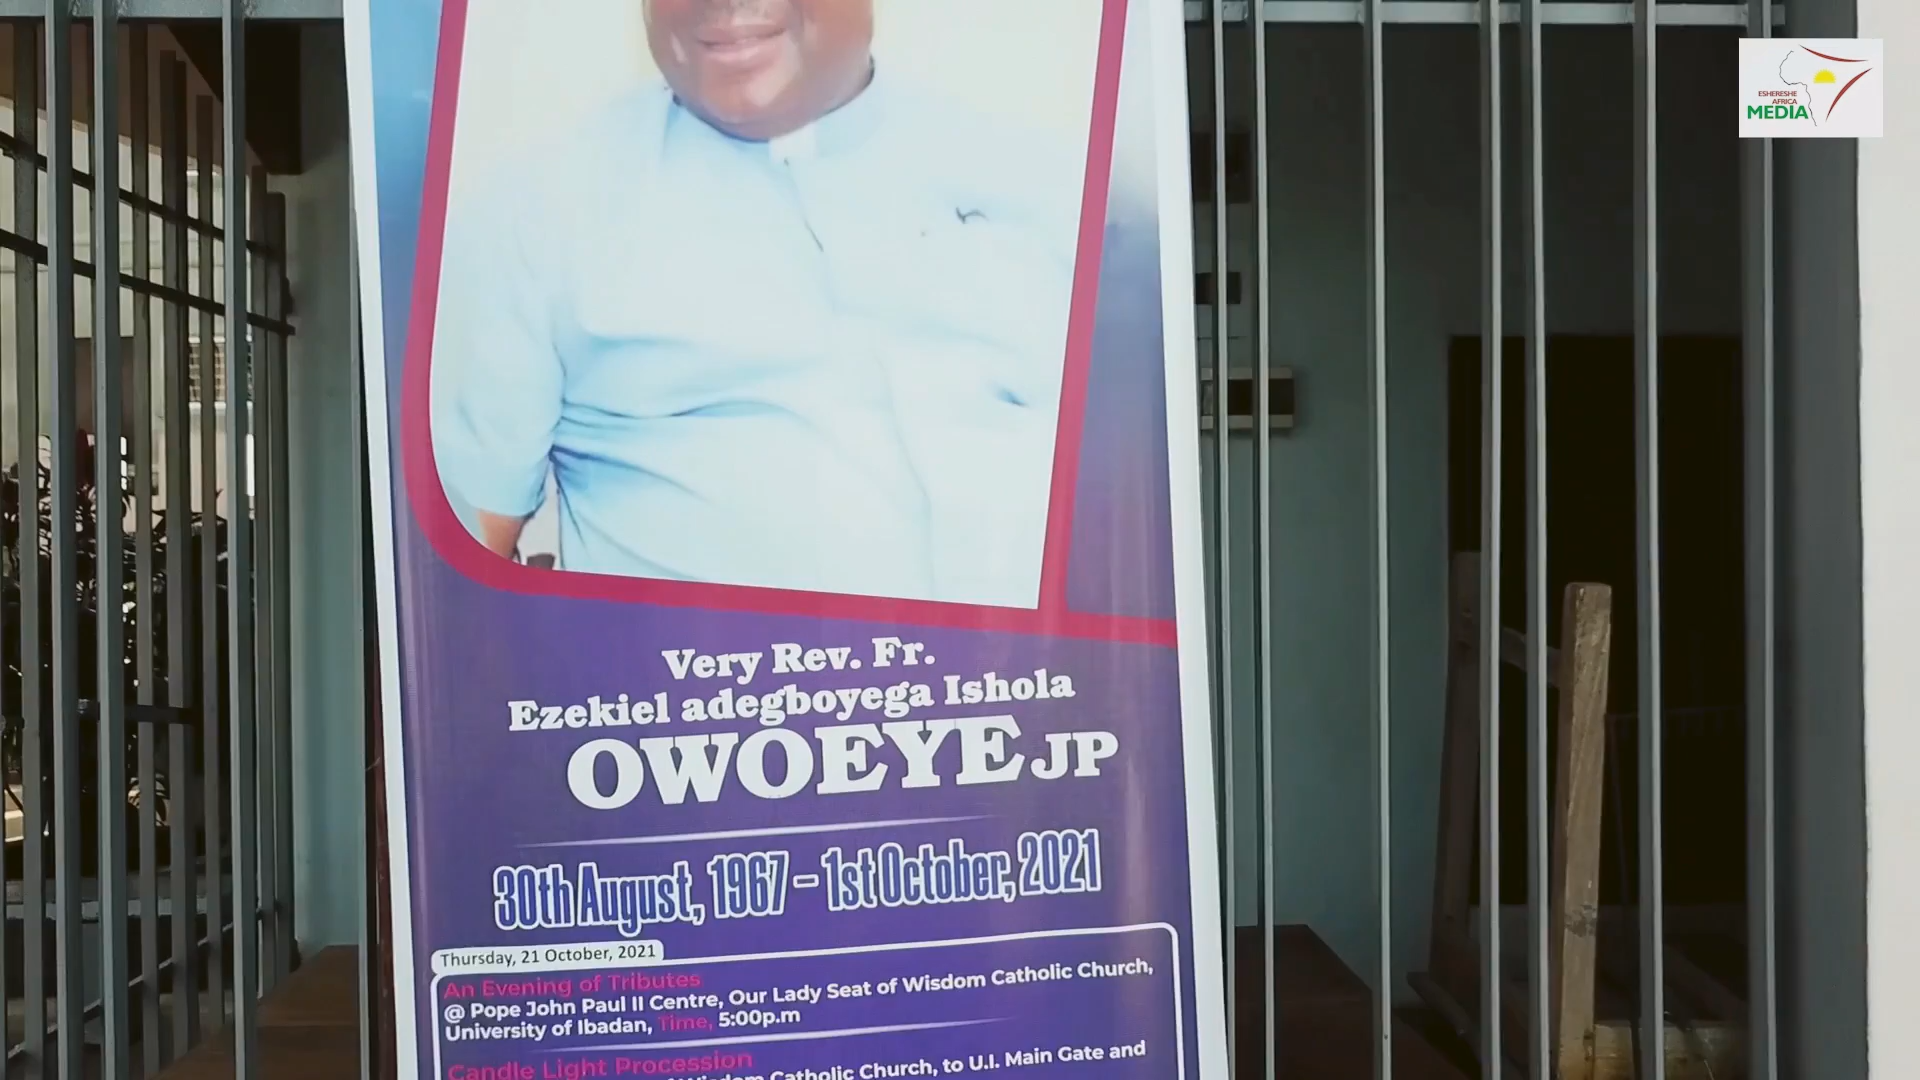 ESHERESHE
AFRICA
MEDIA
Very Rev. Fr.
Ezekiel adegboyega Ishola
OWOEYE JP
30th August, 1967 - 1st October, 2021
Thursday, 21 October, 2021
An Evening of Tributes
@ Pope John Paul II Centre, Our Lady Seat of Wisdom Catholic Church,
University of Ibadan, Time, 5:00p.m
Candle Light Procession
Wisdom Catholic Church, to U.I. Main Gate and